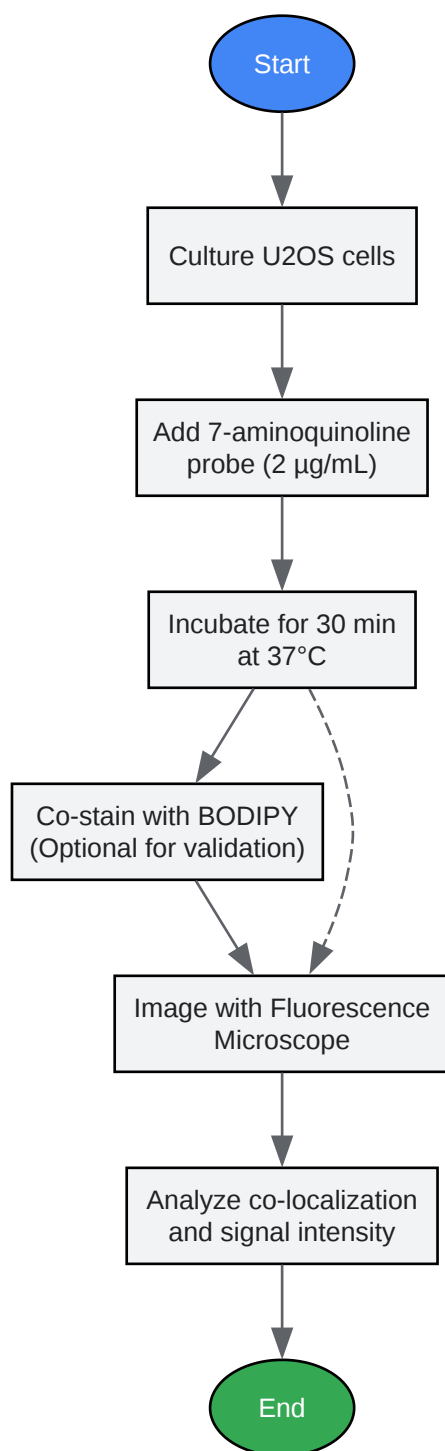 Start
Culture U2OS cells
Add 7-aminoquinoline
probe (2 µg/mL)
Incubate for 30 min
at 37°C
Co-stain with BODIPY
(Optional for validation)
Image with Fluorescence
Microscope
Analyze co-localization
and signal intensity
End